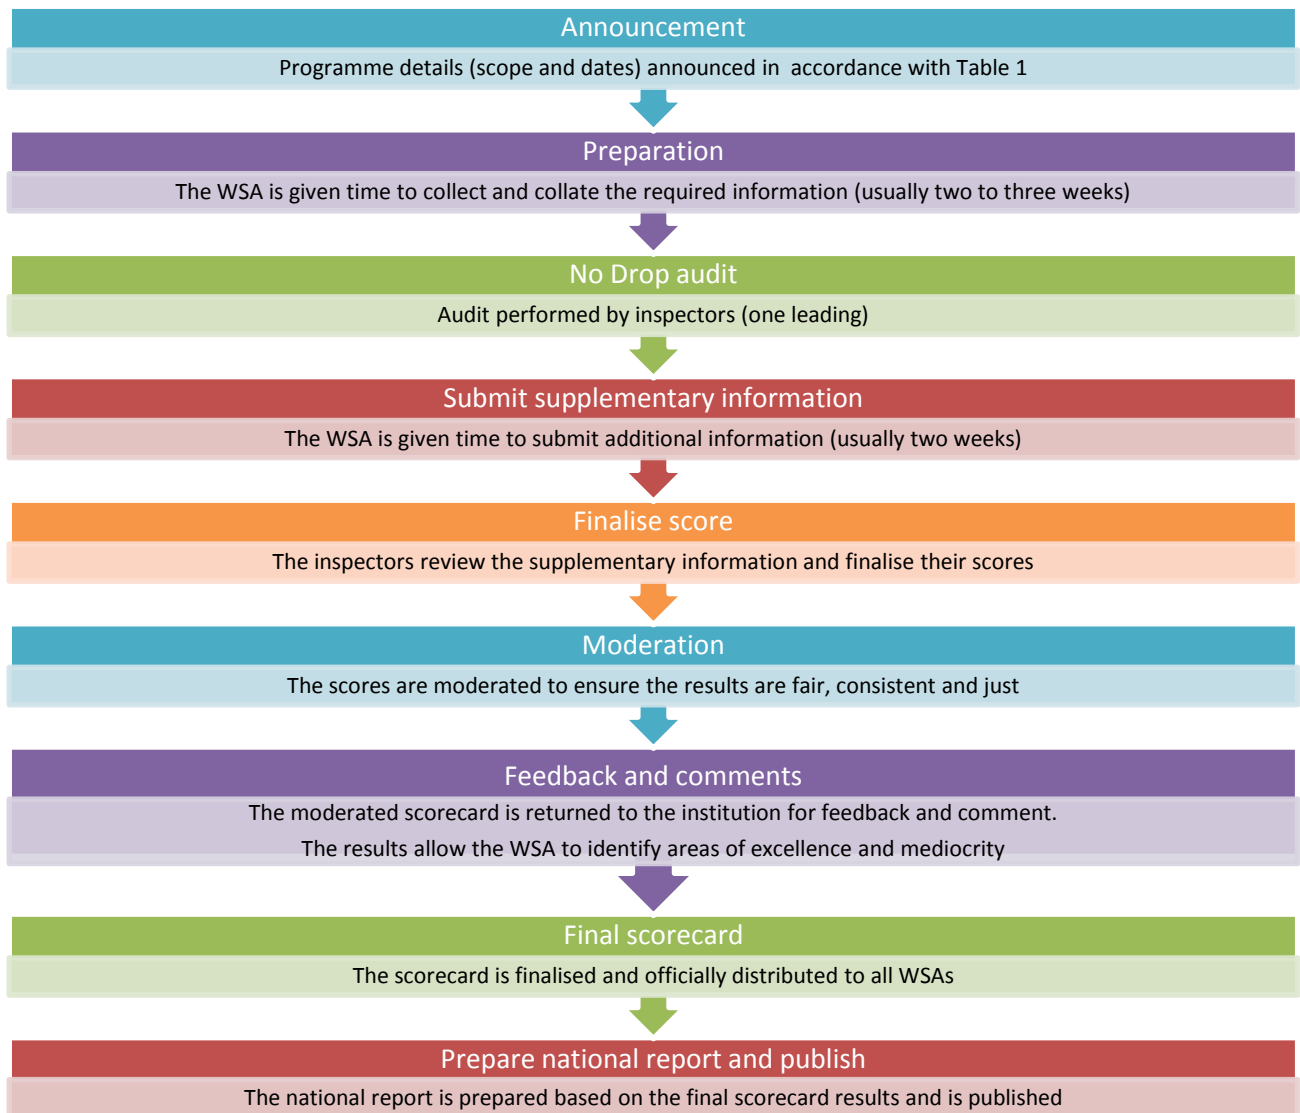 Announcement
Programme details (scope and dates) announced in accordance with Table 1
Preparation
The WSA is given time to collect and collate the required information (usually two to three weeks)
No Drop audit
Audit performed by inspectors (one leading)
Submit supplementary information
The WSA is given time to submit additional information (usually two weeks)
Finalise score
The inspectors review the supplementary information and finalise their scores
Moderation
The scores are moderated to ensure the results are fair, consistent and just
Feedback and comments
The moderated scorecard is returned to the institution for feedback and comment.
The results allow the WSA to identify areas of excellence and mediocrity
Final scorecard
The scorecard is finalised and officially distributed to all WSAs
Prepare national report and publish
The national report is prepared based on the final scorecard results and is published